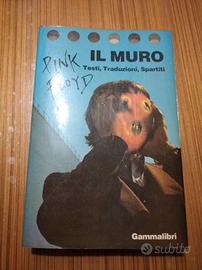 PINK
FLOYD
IL MURO
Testi, Traduzioni, Spartiti
Gammalibri
subito